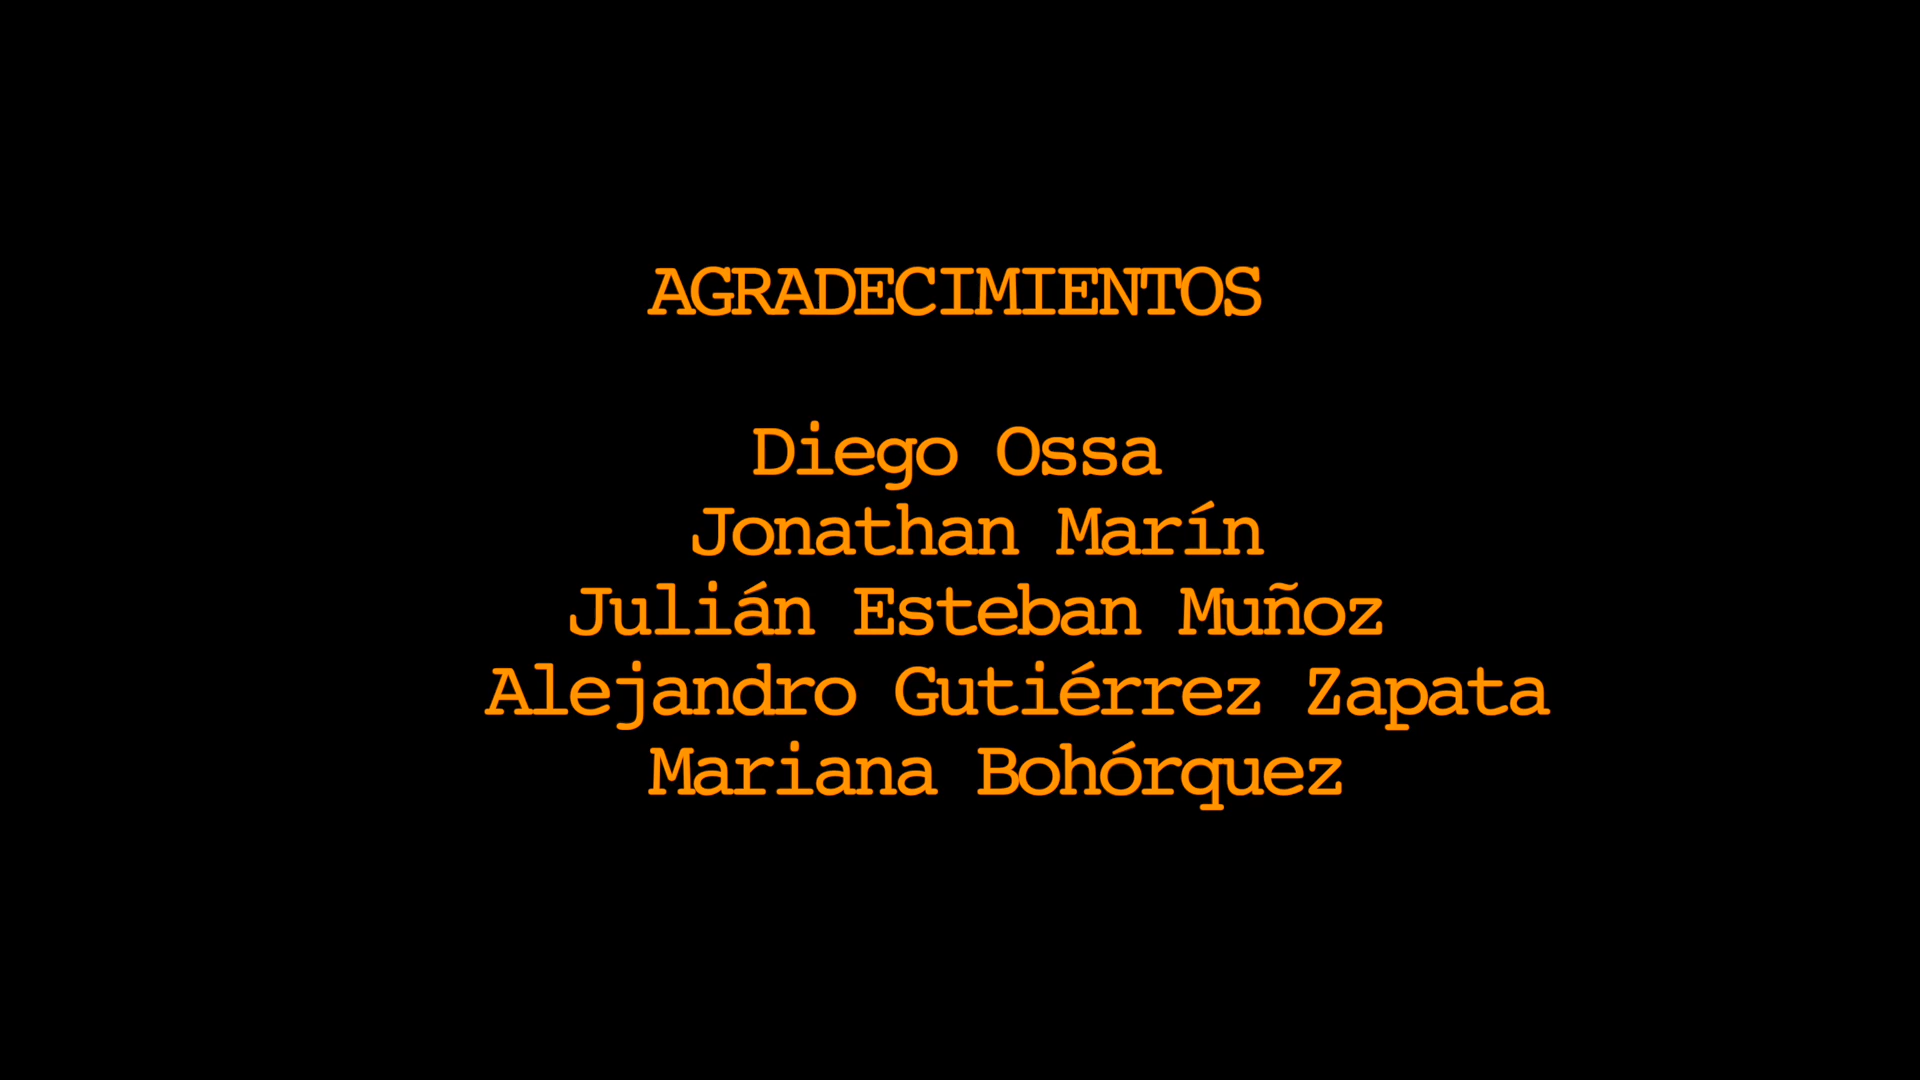 AGRADECIMIENTOS
Diego Ossa
Jonathan Marín
Julián Esteban Muñoz
Alejandro Gutiérrez Zapata
Mariana Bohórquez